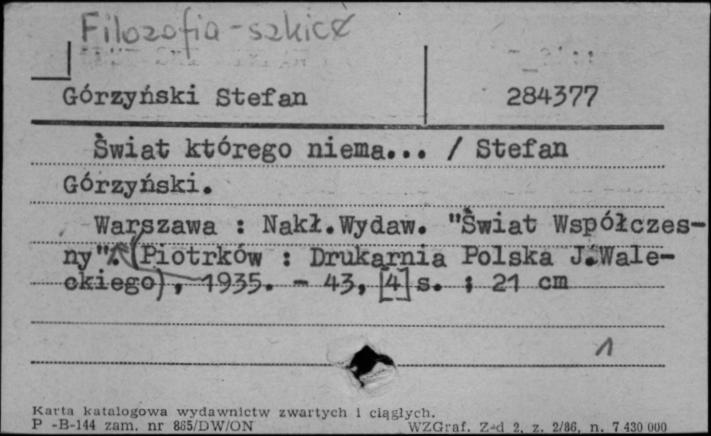 Filozofia - szkice
Górzyński Stefan 284377
Świat którego niema... / Stefan
Górzyński.
Warszawa : Nakł.Wydaw. "Świat Współczes-
ny" (Piotrków : Drukarnia Polska J.Wale-
ckiego), 1935. - 43, [4] s. ; 21 cm
1
Karta katalogowa wydawnictw zwartych i ciągłych.
P -B-144 zam. nr 865/DW/ON WZGraf. Z-d 2, z. 2/86, n. 7 430 000